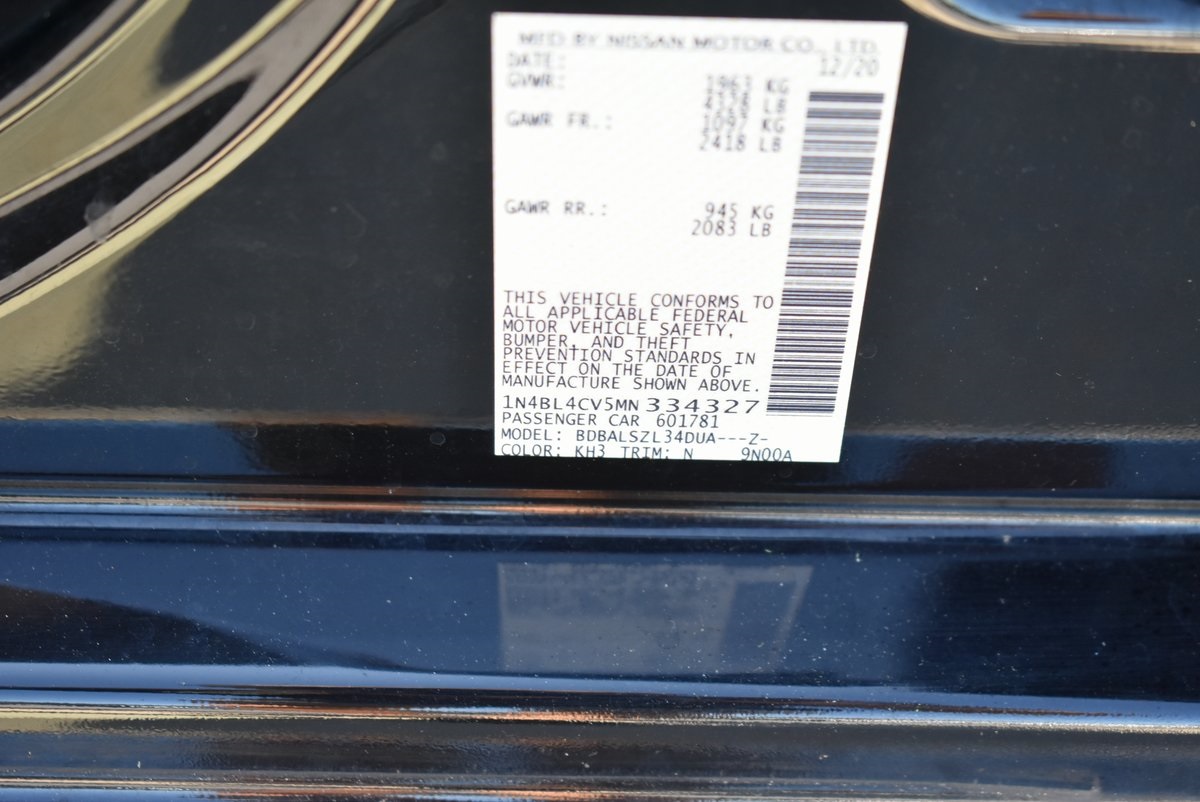 MFD BY NISSAN MOTOR CO., LTD.
DATE: 12/20
GVWR: 1963 KG
4328 LB
GAWR FR.: 1097 KG
2418 LB
GAWR RR.: 945 KG
2083 LB
THIS VEHICLE CONFORMS TO
ALL APPLICABLE FEDERAL
MOTOR VEHICLE SAFETY,
BUMPER, AND THEFT
PREVENTION STANDARDS IN
EFFECT ON THE DATE OF
MANUFACTURE SHOWN ABOVE.
1N4BL4CV5MN334327
PASSENGER CAR 601781
MODEL: BDBALSZL34DUA---Z-
COLOR: KH3 TRIM: N 9N00A